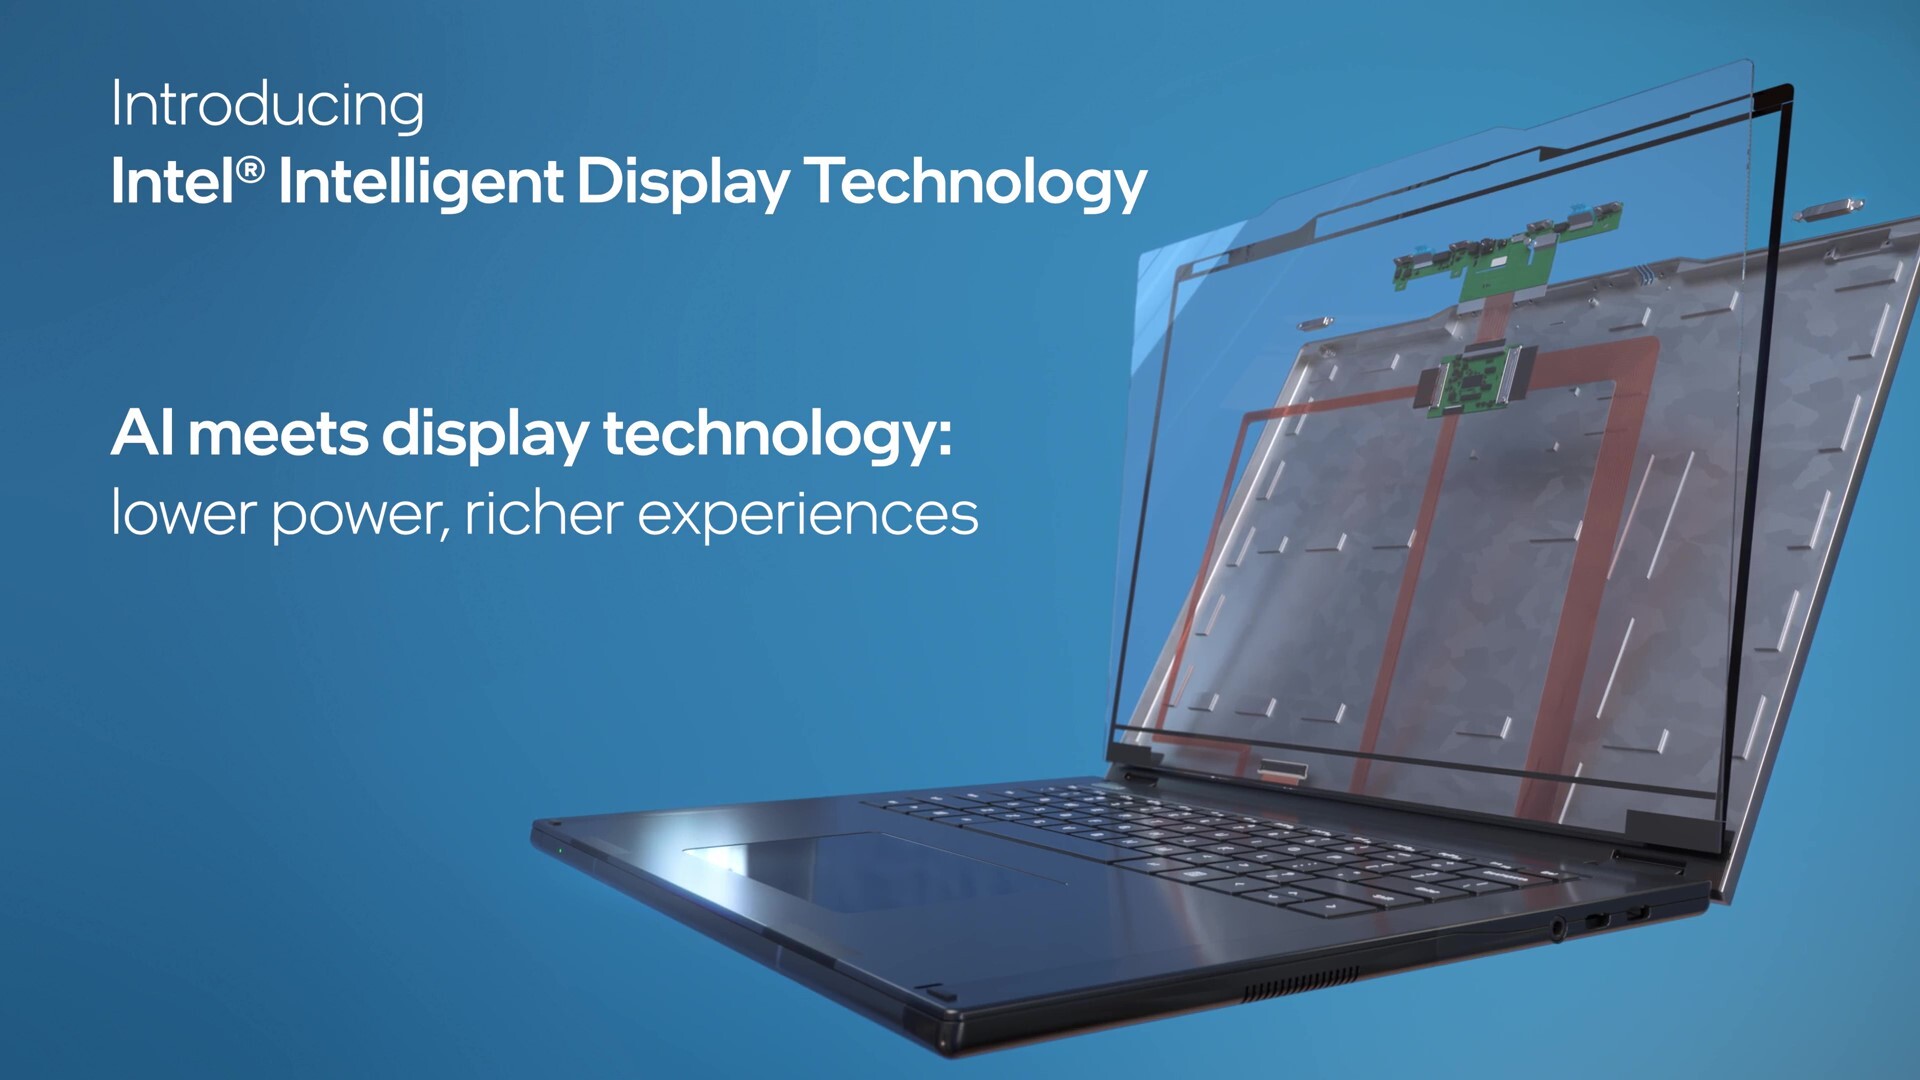 Introducing
Intel® Intelligent Display Technology
AI meets display technology:
lower power, richer experiences